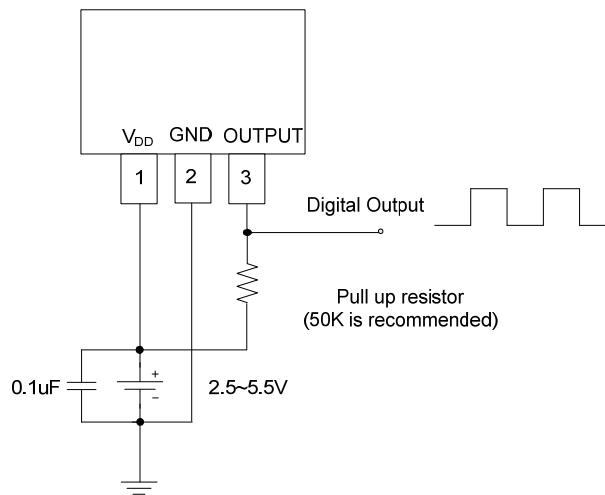 V_DD GND OUTPUT
1 2 3
Digital Output
Pull up resistor
(50K is recommended)
0.1uF + − 2.5~5.5V